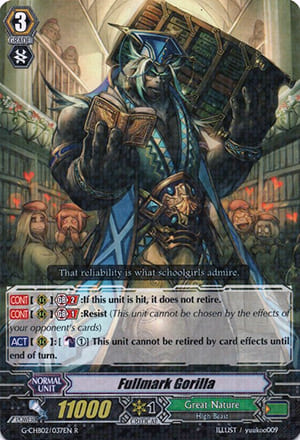 3
GRADE
That reliability is what schoolgirls admire.
CONT 2 :If this unit is hit, it does not retire.
CONT 1 :Resist (This unit cannot be chosen by the effects of
your opponent's cards)
ACT 1 This unit cannot be retired by card effects until
end of turn.
NORMAL
UNIT
Fullmark Gorilla
POWER
11000
1
CRITICAL
Great Nature
High Beast
G-CHB02/037EN R
ILLUST / yuukoo009